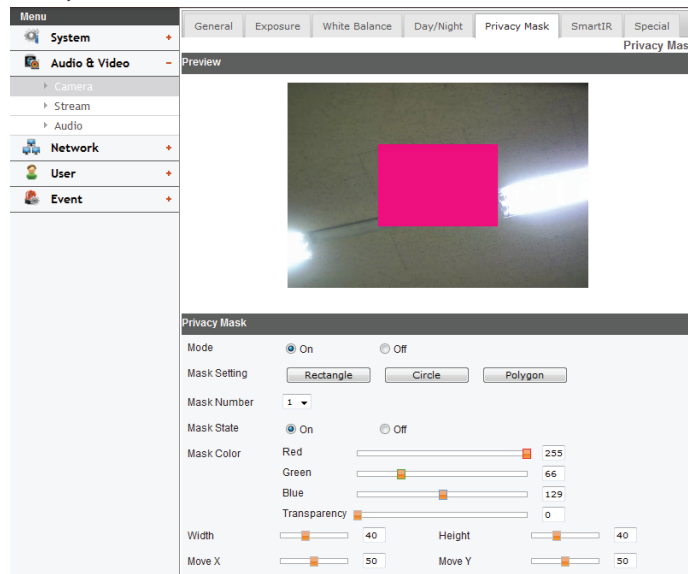 Menu
System +
Audio & Video -
Camera
Stream
Audio
Network +
User +
Event +
General Exposure White Balance Day/Night Privacy Mask SmartIR Special
Privacy Mas
Preview
Privacy Mask
Mode On Off
Mask Setting Rectangle Circle Polygon
Mask Number 1
Mask State On Off
Mask Color Red 255
Green 66
Blue 129
Transparency 0
Width 40 Height 40
Move X 50 Move Y 50